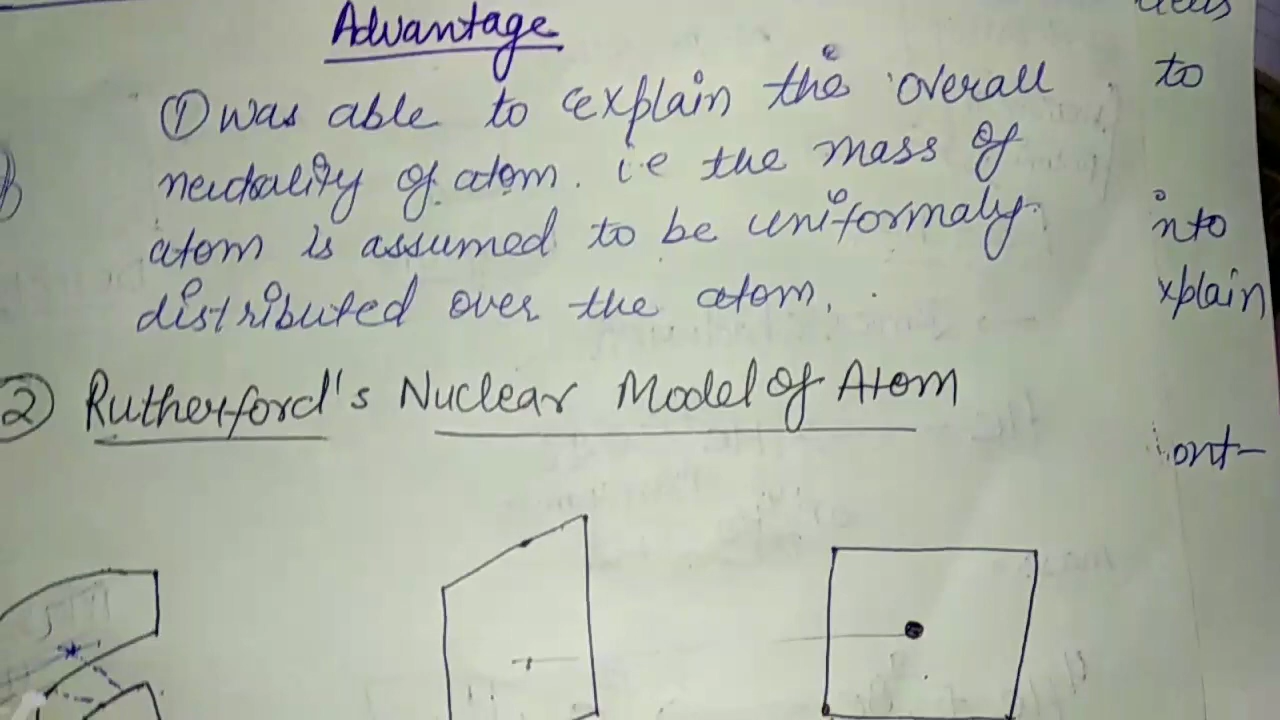 Advantage
① was able to explain the overall
neutrality of atom. i.e the mass of
atom is assumed to be uniformaly
distributed over the atom.
② Rutherford's Nuclear Model of Atom
to
into
xplain
ont-